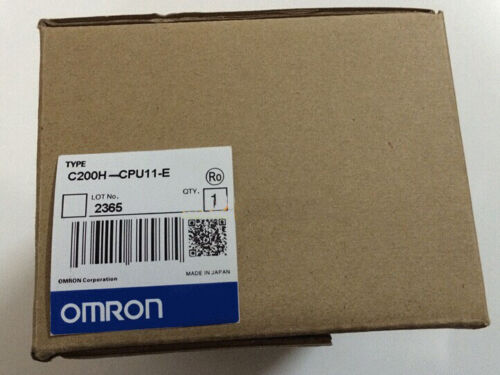 TYPE
C200H—CPU11-E
Ro
LOT No.
QTY.
2365
1
MADE IN JAPAN
OMRON Corporation
OMRON